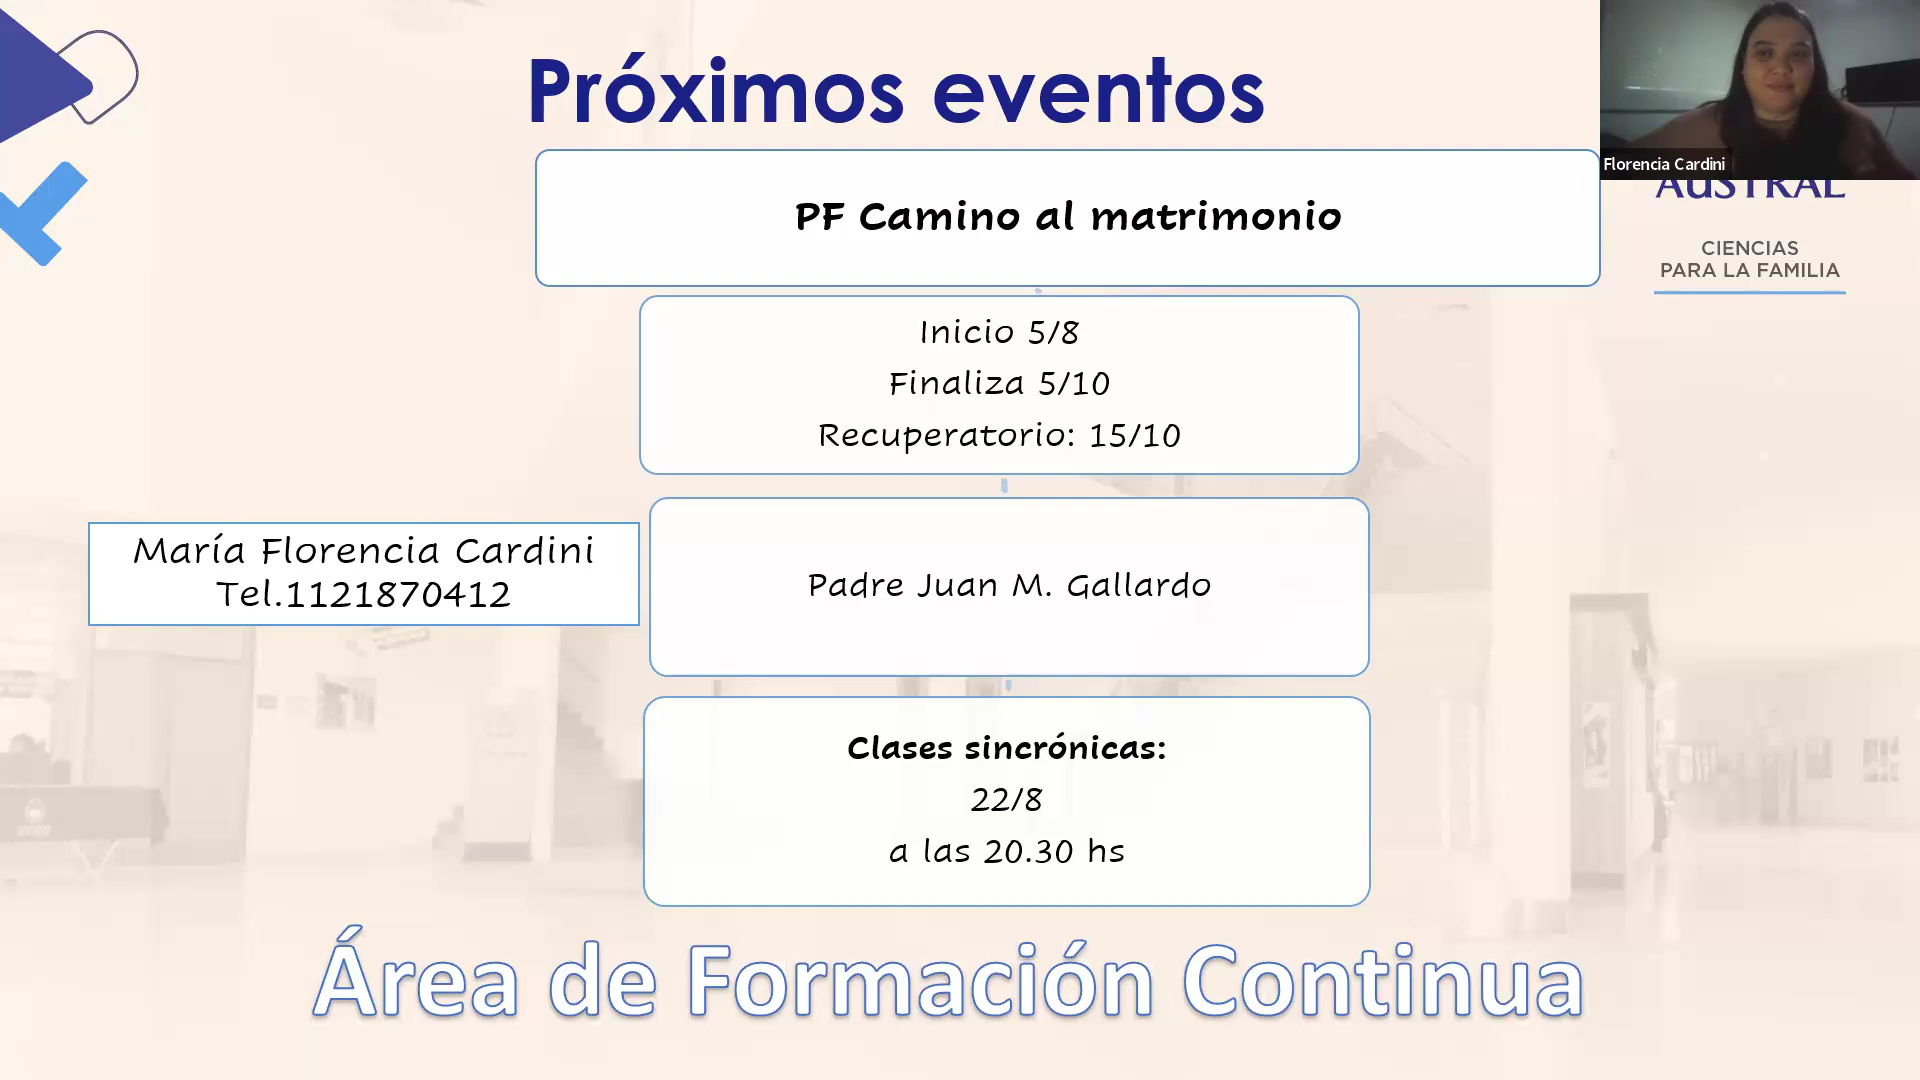 Próximos eventos
Florencia Cardini
AUSTRAL
CIENCIAS
PARA LA FAMILIA
PF Camino al matrimonio
Inicio 5/8
Finaliza 5/10
Recuperatorio: 15/10
María Florencia Cardini
Tel.1121870412
Padre Juan M. Gallardo
Clases sincrónicas:
22/8
a las 20.30 hs
Área de Formación Continua